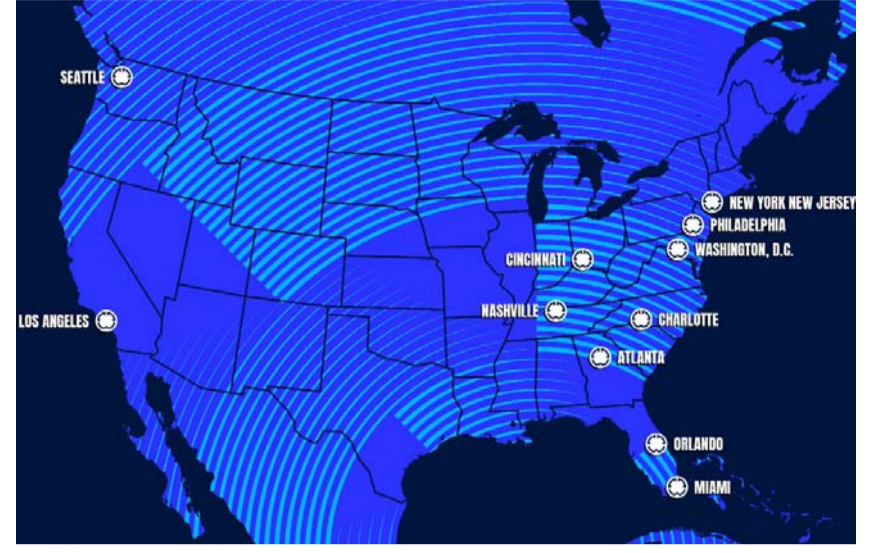 SEATTLE
NEW YORK NEW JERSEY
PHILADELPHIA
WASHINGTON, D.C.
CINCINNATI
NASHVILLE
LOS ANGELES
CHARLOTTE
ATLANTA
ORLANDO
MIAMI